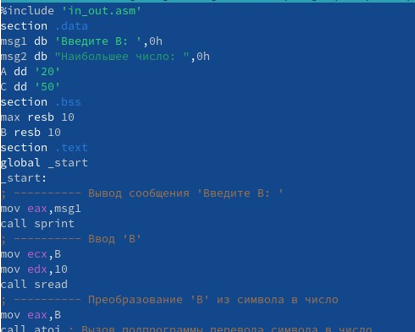 %include 'in_out.asm'
section .data
msg1 db 'Введите B: ',0h
msg2 db "Наибольшее число: ",0h
A dd '20'
C dd '50'
section .bss
max resb 10
B resb 10
section .text
global _start
_start:
; ---------- Вывод сообщения 'Введите B: '
mov eax,msg1
call sprint
; ---------- Ввод 'B'
mov ecx,B
mov edx,10
call sread
; ---------- Преобразование 'B' из символа в число
mov eax,B
call atoi ; Вызов подпрограммы перевода символа в число